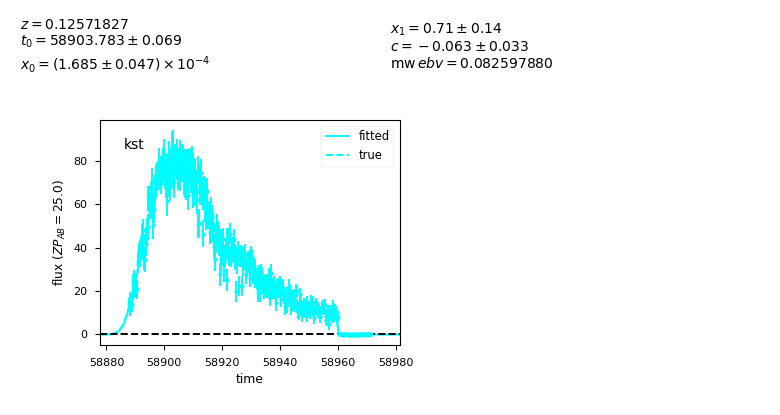 z = 0.12571827
t₀ = 58903.783 ± 0.069
x₀ = (1.685 ± 0.047) × 10⁻⁴
x₁ = 0.71 ± 0.14
c = −0.063 ± 0.033
mw ebv = 0.082597880
kst
fitted
true
flux (ZP_AB = 25.0)
80
60
40
20
0
58880 58900 58920 58940 58960 58980
time